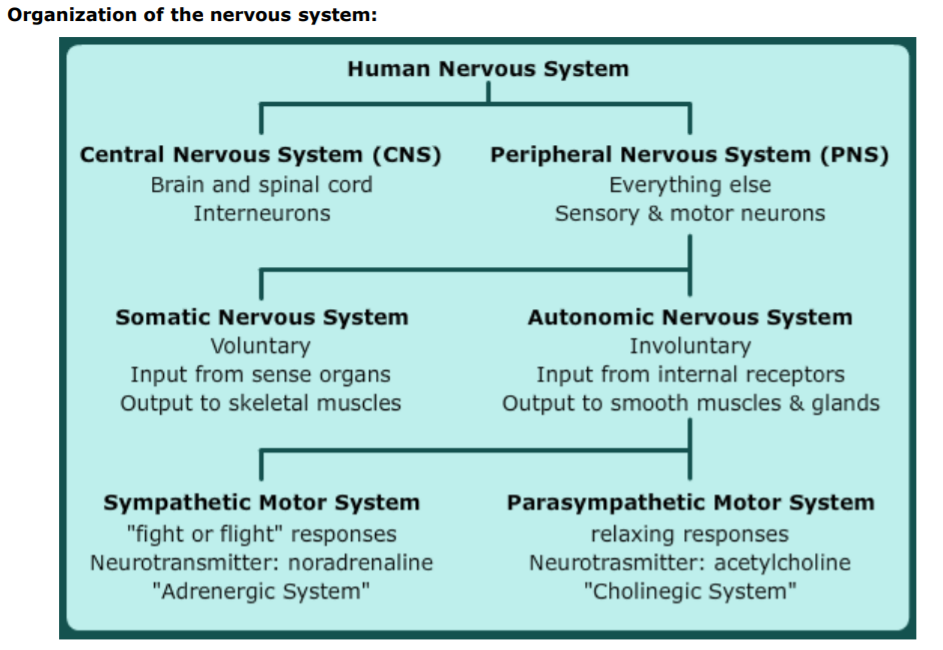 Organization of the nervous system:
Human Nervous System
Central Nervous System (CNS)
Brain and spinal cord
Interneurons
Peripheral Nervous System (PNS)
Everything else
Sensory & motor neurons
Somatic Nervous System
Voluntary
Input from sense organs
Output to skeletal muscles
Autonomic Nervous System
Involuntary
Input from internal receptors
Output to smooth muscles & glands
Sympathetic Motor System
"fight or flight" responses
Neurotransmitter: noradrenaline
"Adrenergic System"
Parasympathetic Motor System
relaxing responses
Neurotrasmitter: acetylcholine
"Cholinegic System"